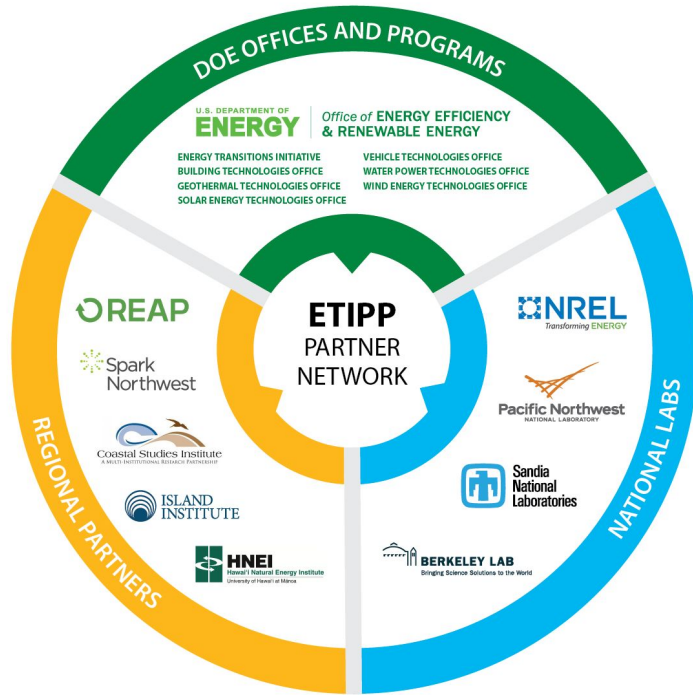 DOE OFFICES AND PROGRAMS
U.S. DEPARTMENT OF
ENERGY
Office of ENERGY EFFICIENCY
& RENEWABLE ENERGY
ENERGY TRANSITIONS INITIATIVE
BUILDING TECHNOLOGIES OFFICE
GEOTHERMAL TECHNOLOGIES OFFICE
SOLAR ENERGY TECHNOLOGIES OFFICE
VEHICLE TECHNOLOGIES OFFICE
WATER POWER TECHNOLOGIES OFFICE
WIND ENERGY TECHNOLOGIES OFFICE
ETIPP
PARTNER
NETWORK
REGIONAL PARTNERS
REAP
Spark
Northwest
Coastal Studies Institute
A MULTI-INSTITUTIONAL RESEARCH PARTNERSHIP
ISLAND
INSTITUTE
HNEI
Hawai‘i Natural Energy Institute
University of Hawai‘i at Mānoa
NATIONAL LABS
NREL
Transforming ENERGY
Pacific Northwest
NATIONAL LABORATORY
Sandia
National
Laboratories
BERKELEY LAB
Bringing Science Solutions to the World